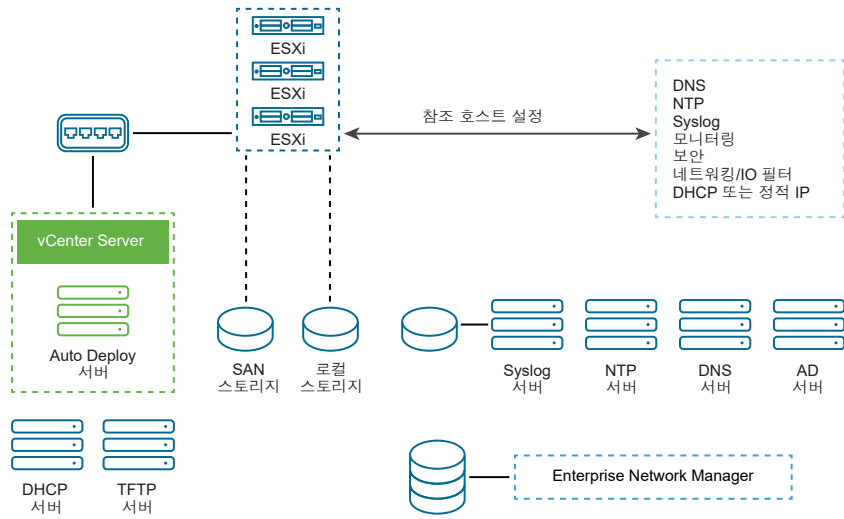 ESXi
ESXi
ESXi
참조 호스트 설정
DNS
NTP
Syslog
모니터링
보안
네트워킹/IO 필터
DHCP 또는 정적 IP
vCenter Server
Auto Deploy
서버
SAN
스토리지
로컬
스토리지
Syslog
서버
NTP
서버
DNS
서버
AD
서버
DHCP
서버
TFTP
서버
Enterprise Network Manager